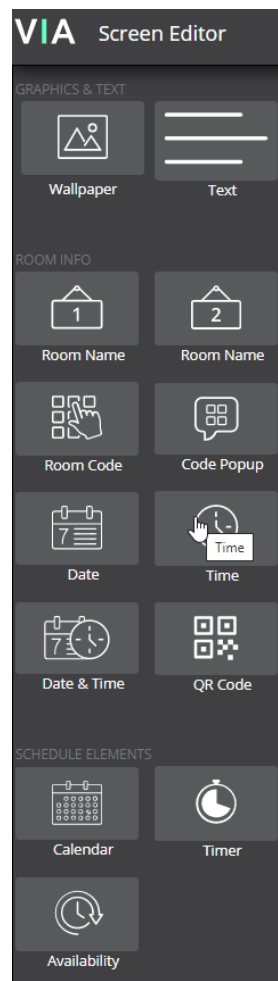 VIA Screen Editor
GRAPHICS & TEXT
Wallpaper Text
ROOM INFO
1 2
Room Name Room Name
Room Code Code Popup
7
Time
Date Time
7
Date & Time QR Code
SCHEDULE ELEMENTS
Calendar Timer
Availability